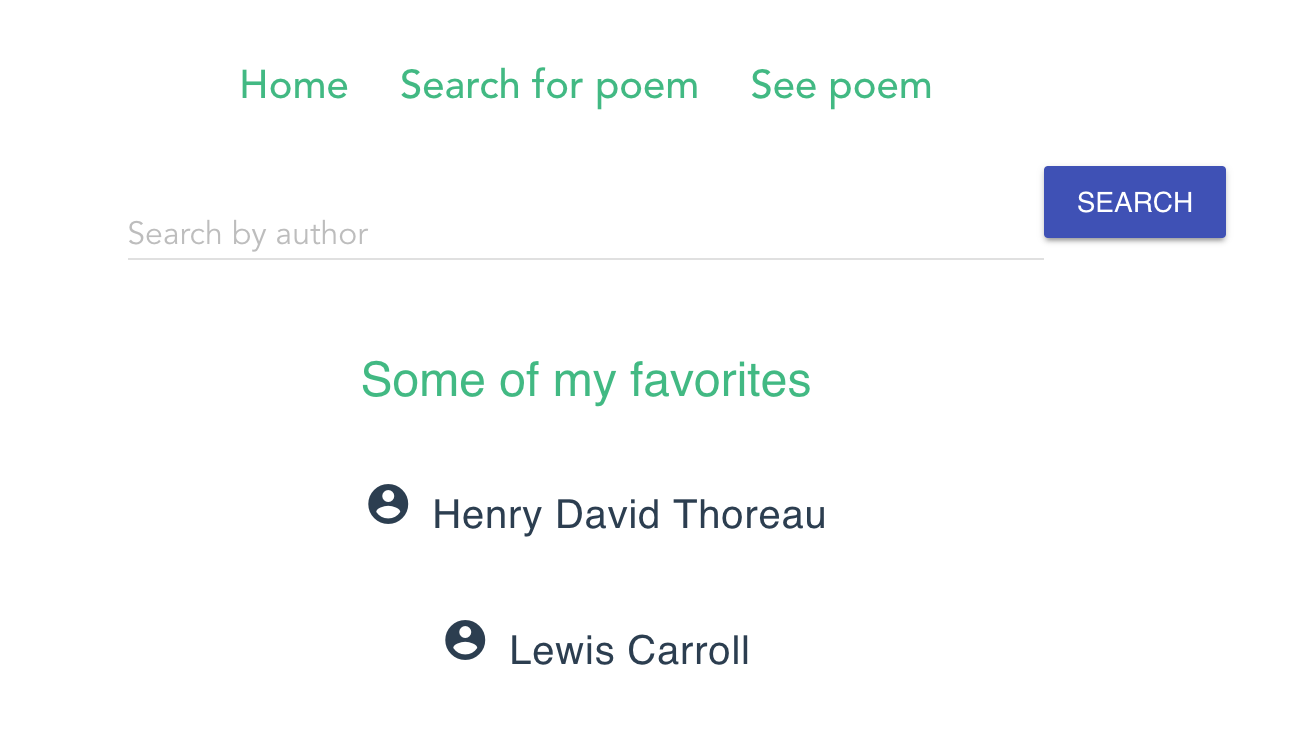 Home Search for poem See poem
SEARCH
Search by author
Some of my favorites
Henry David Thoreau
Lewis Carroll